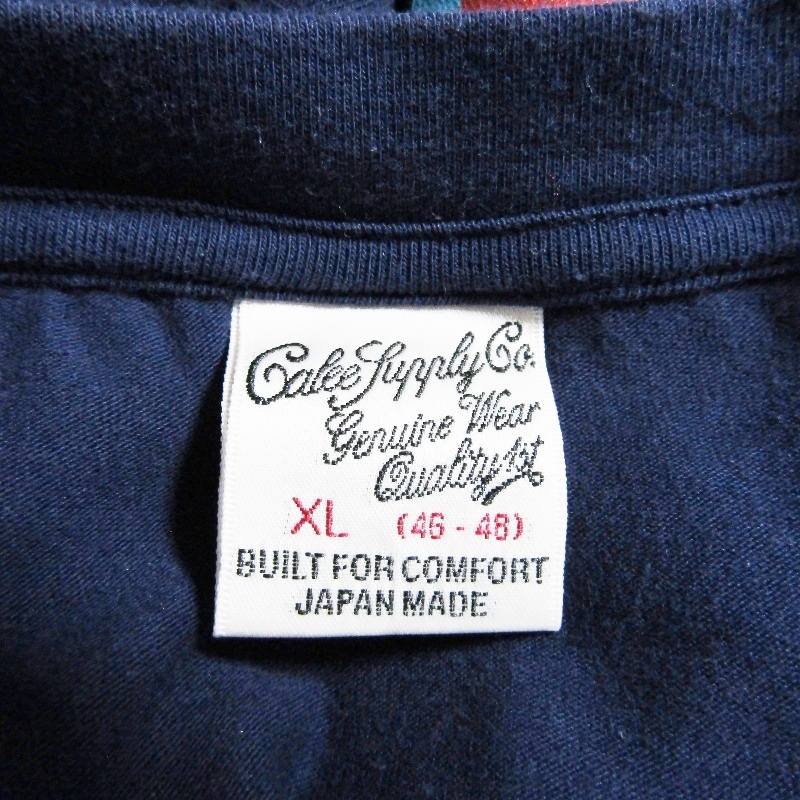 Calee Supply Co.
Genuine Wear
Quality 1st
XL (46 - 48)
BUILT FOR COMFORT
JAPAN MADE